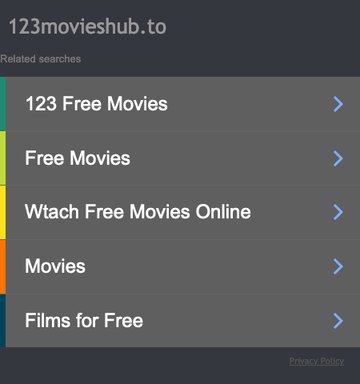 123movieshub.to
Related searches
123 Free Movies
Free Movies
Wtach Free Movies Online
Movies
Films for Free
Privacy Policy